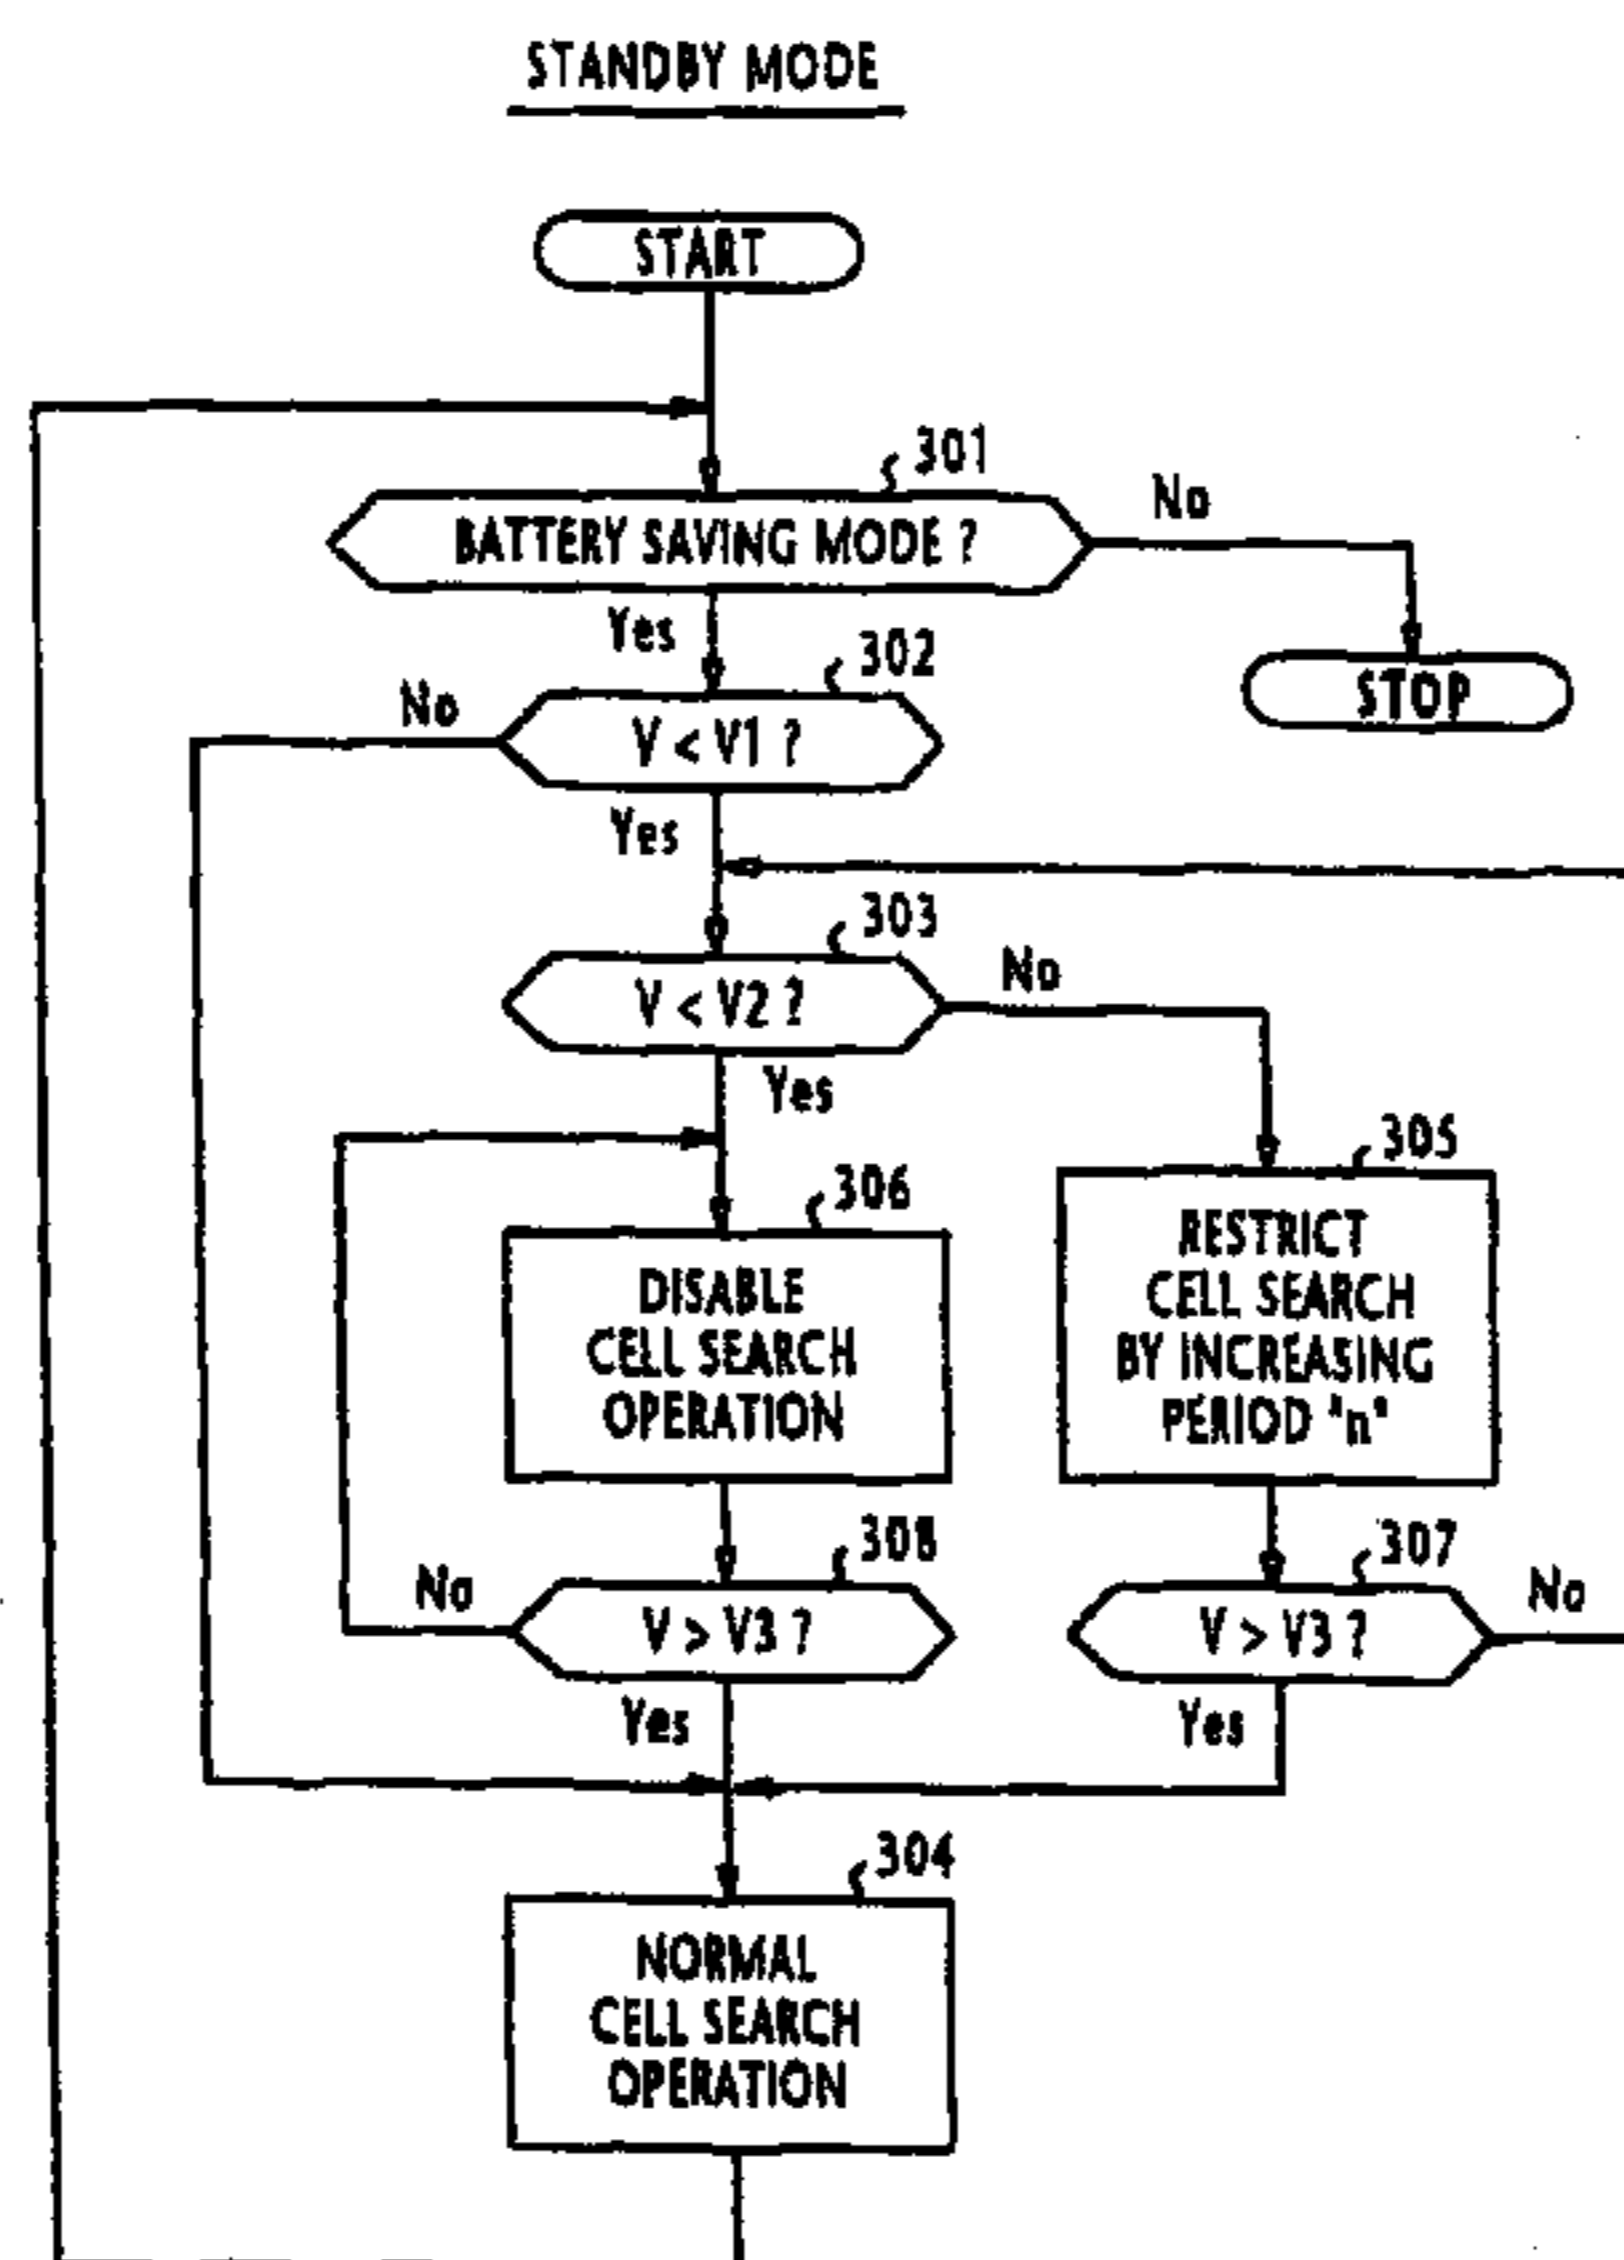 STANDBY MODE
START
301
BATTERY SAVING MODE ?
No
STOP
Yes
302
No
V < V1 ?
Yes
303
V < V2 ?
No
Yes
305
RESTRICT
CELL SEARCH
BY INCREASING
PERIOD "n"
306
DISABLE
CELL SEARCH
OPERATION
308
No
V > V3 ?
Yes
307
V > V3 ?
No
Yes
304
NORMAL
CELL SEARCH
OPERATION